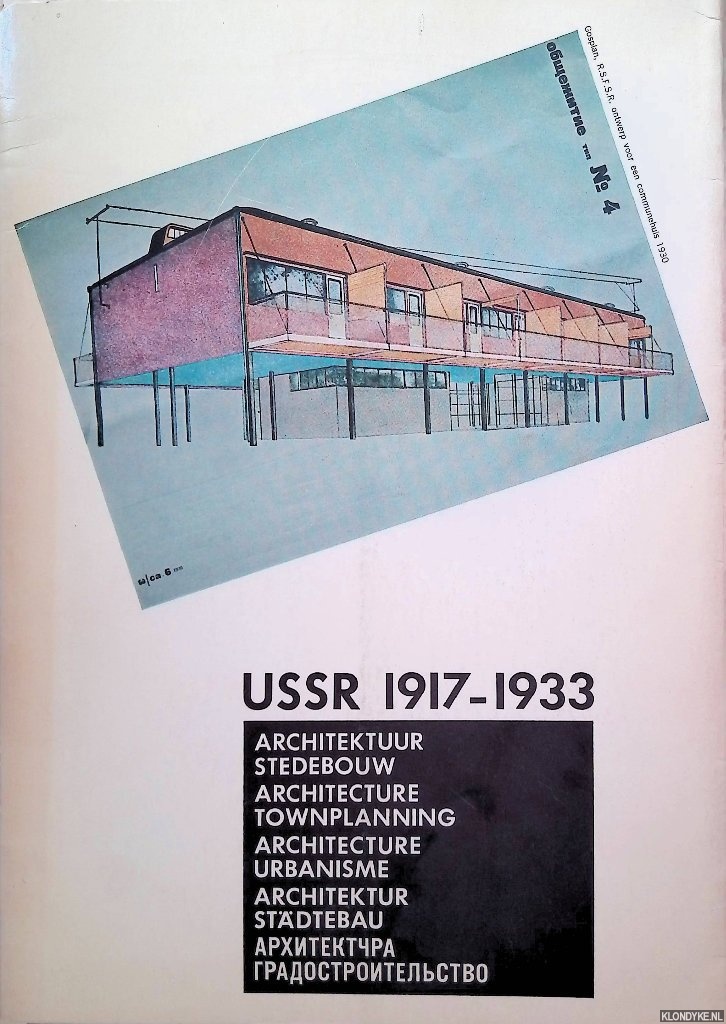 Gosplan, R.S.F.S.R. ontwerp voor een communehuis 1930
общежитие тип № 4
са 6
USSR 1917-1933
ARCHITEKTUUR
STEDEBOUW
ARCHITECTURE
TOWNPLANNING
ARCHITECTURE
URBANISME
ARCHITEKTUR
STÄDTEBAU
АРХИТЕКТЧРА
ГРАДОСТРОИТЕЛЬСТВО
KLONDYKE.NL